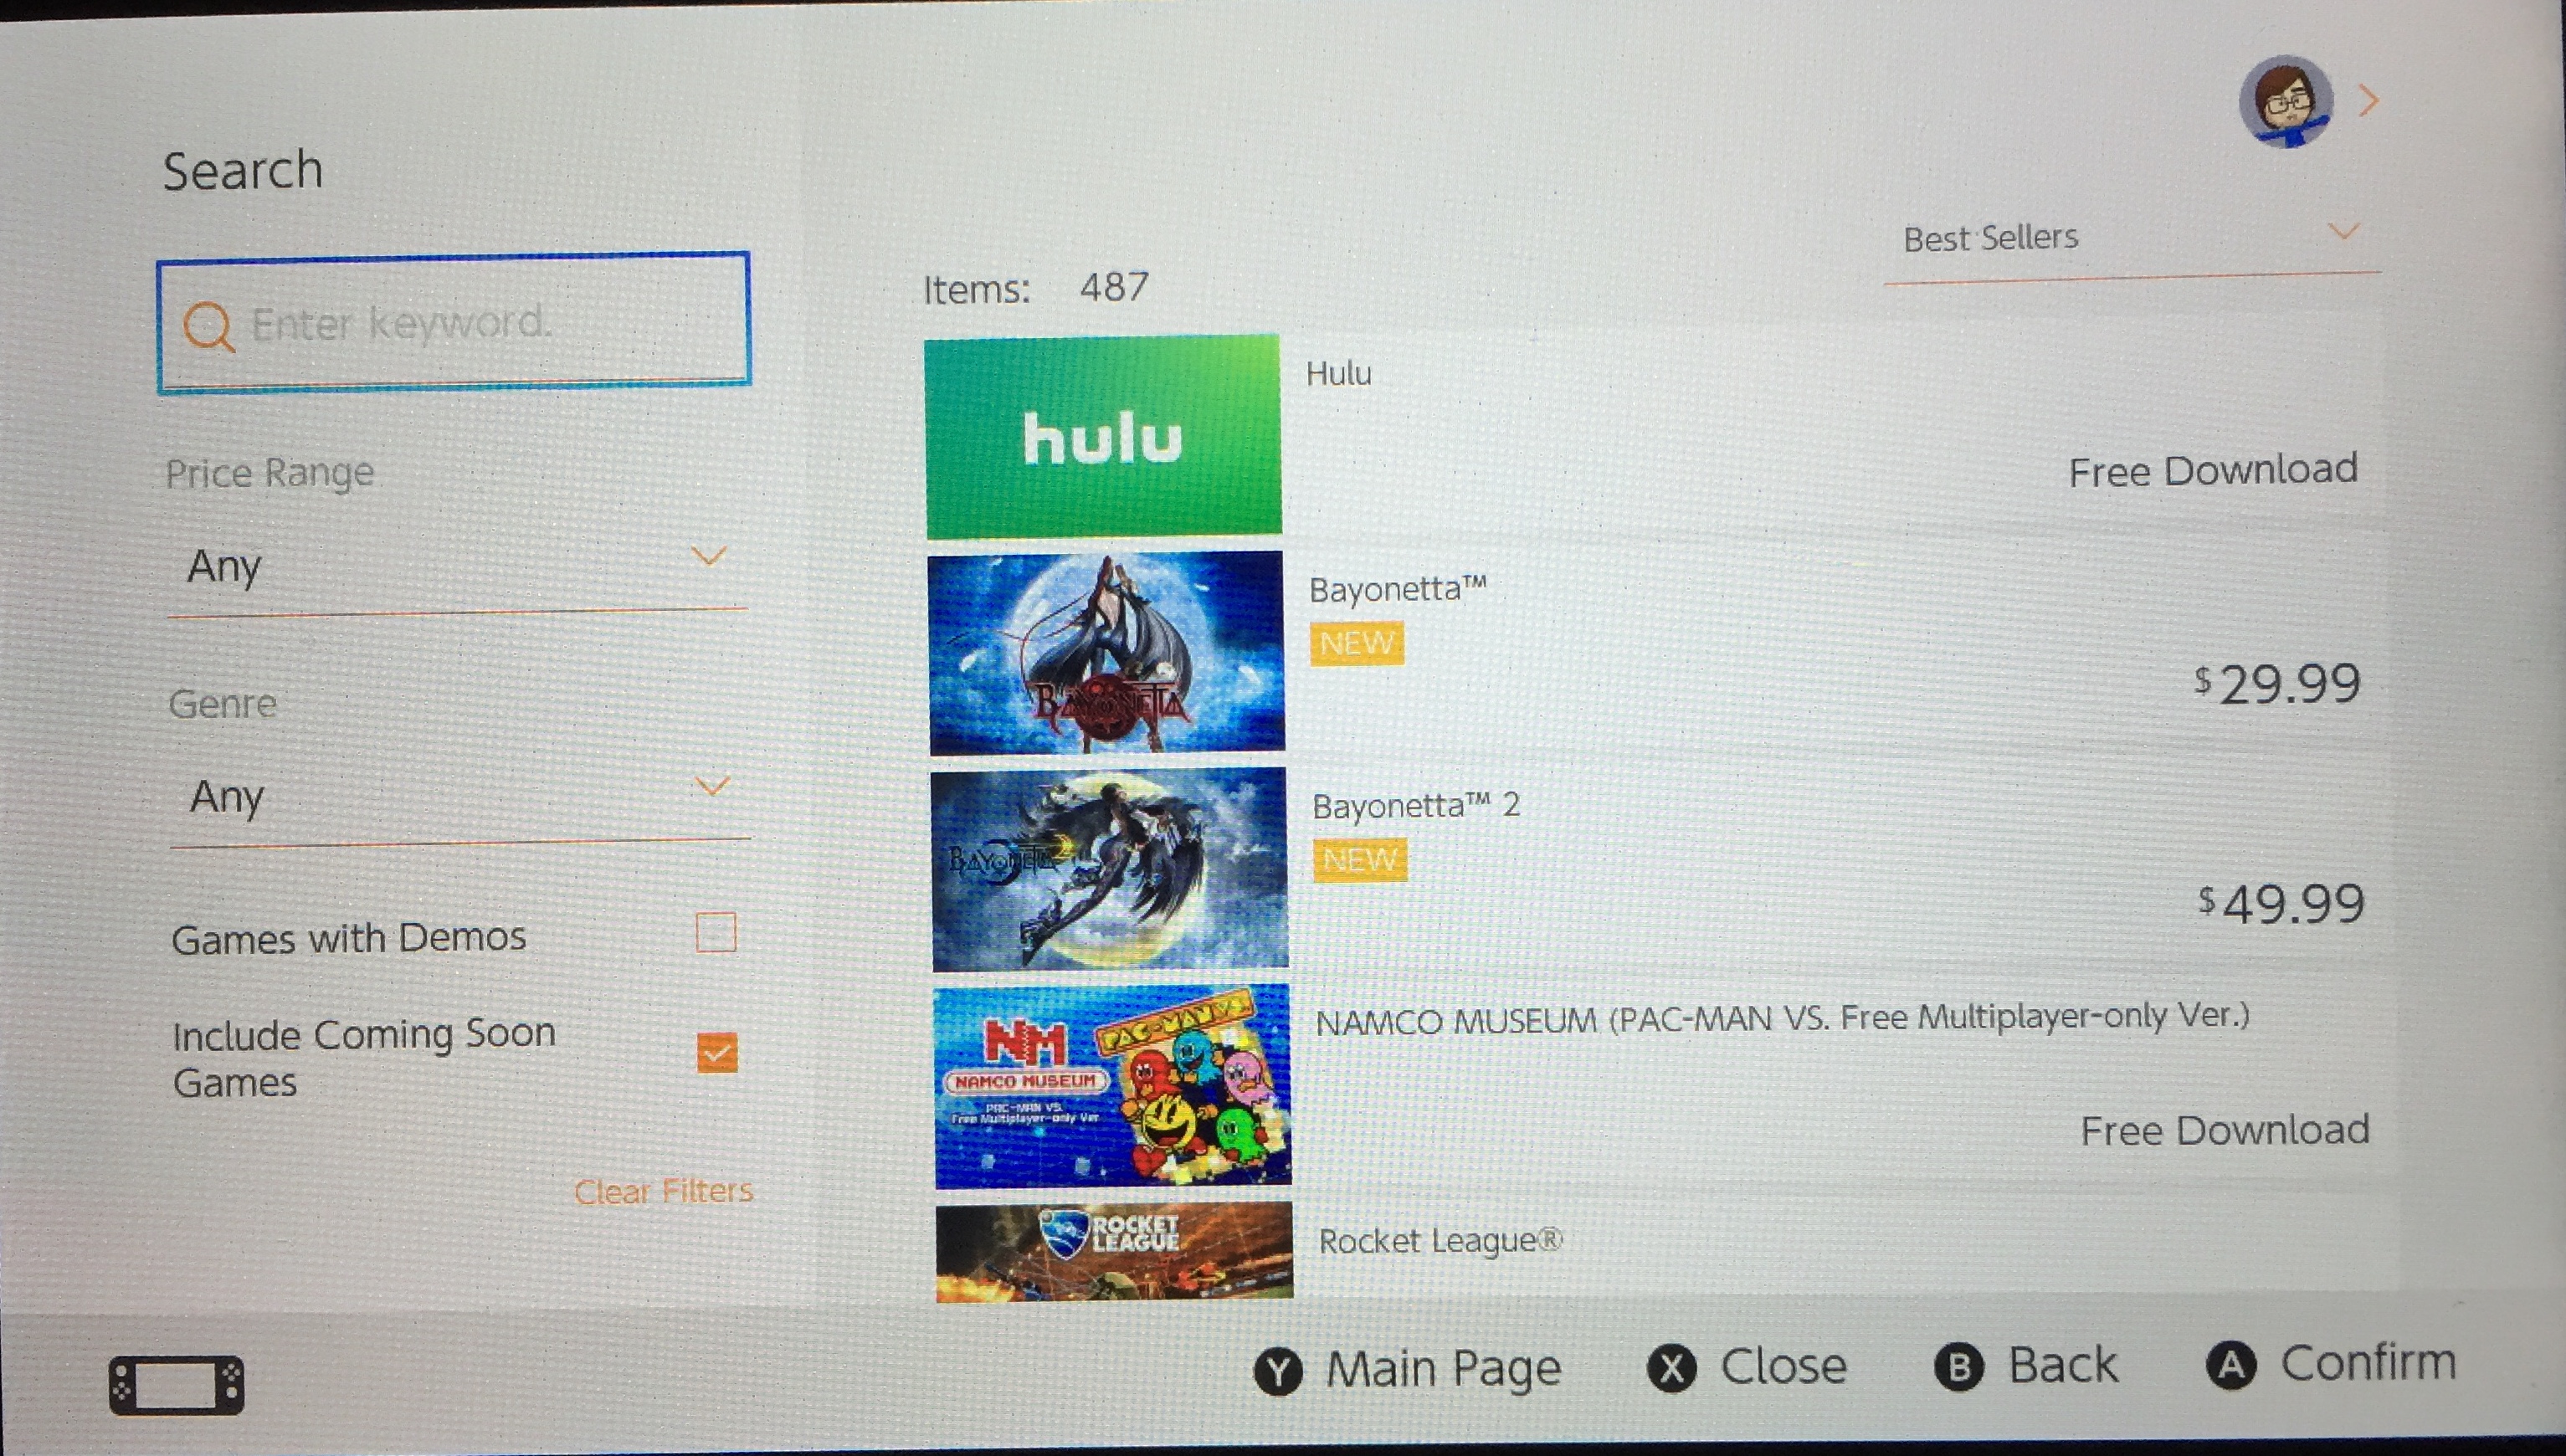 Search
Enter keyword.
Price Range
Any
Genre
Any
Games with Demos
Include Coming Soon
Games
Clear Filters
Best Sellers
Items: 487
hulu
Hulu
Free Download
BAYONETTA
Bayonetta™
NEW
$29.99
BAYONETTA
Bayonetta™ 2
NEW
$49.99
NM
NAMCO MUSEUM
PAC-MAN VS.
Free Multiplayer-only Ver.
PAC-MAN VS.
NAMCO MUSEUM (PAC-MAN VS. Free Multiplayer-only Ver.)
Free Download
ROCKET
LEAGUE
Rocket League®
Y Main Page
X Close
B Back
A Confirm